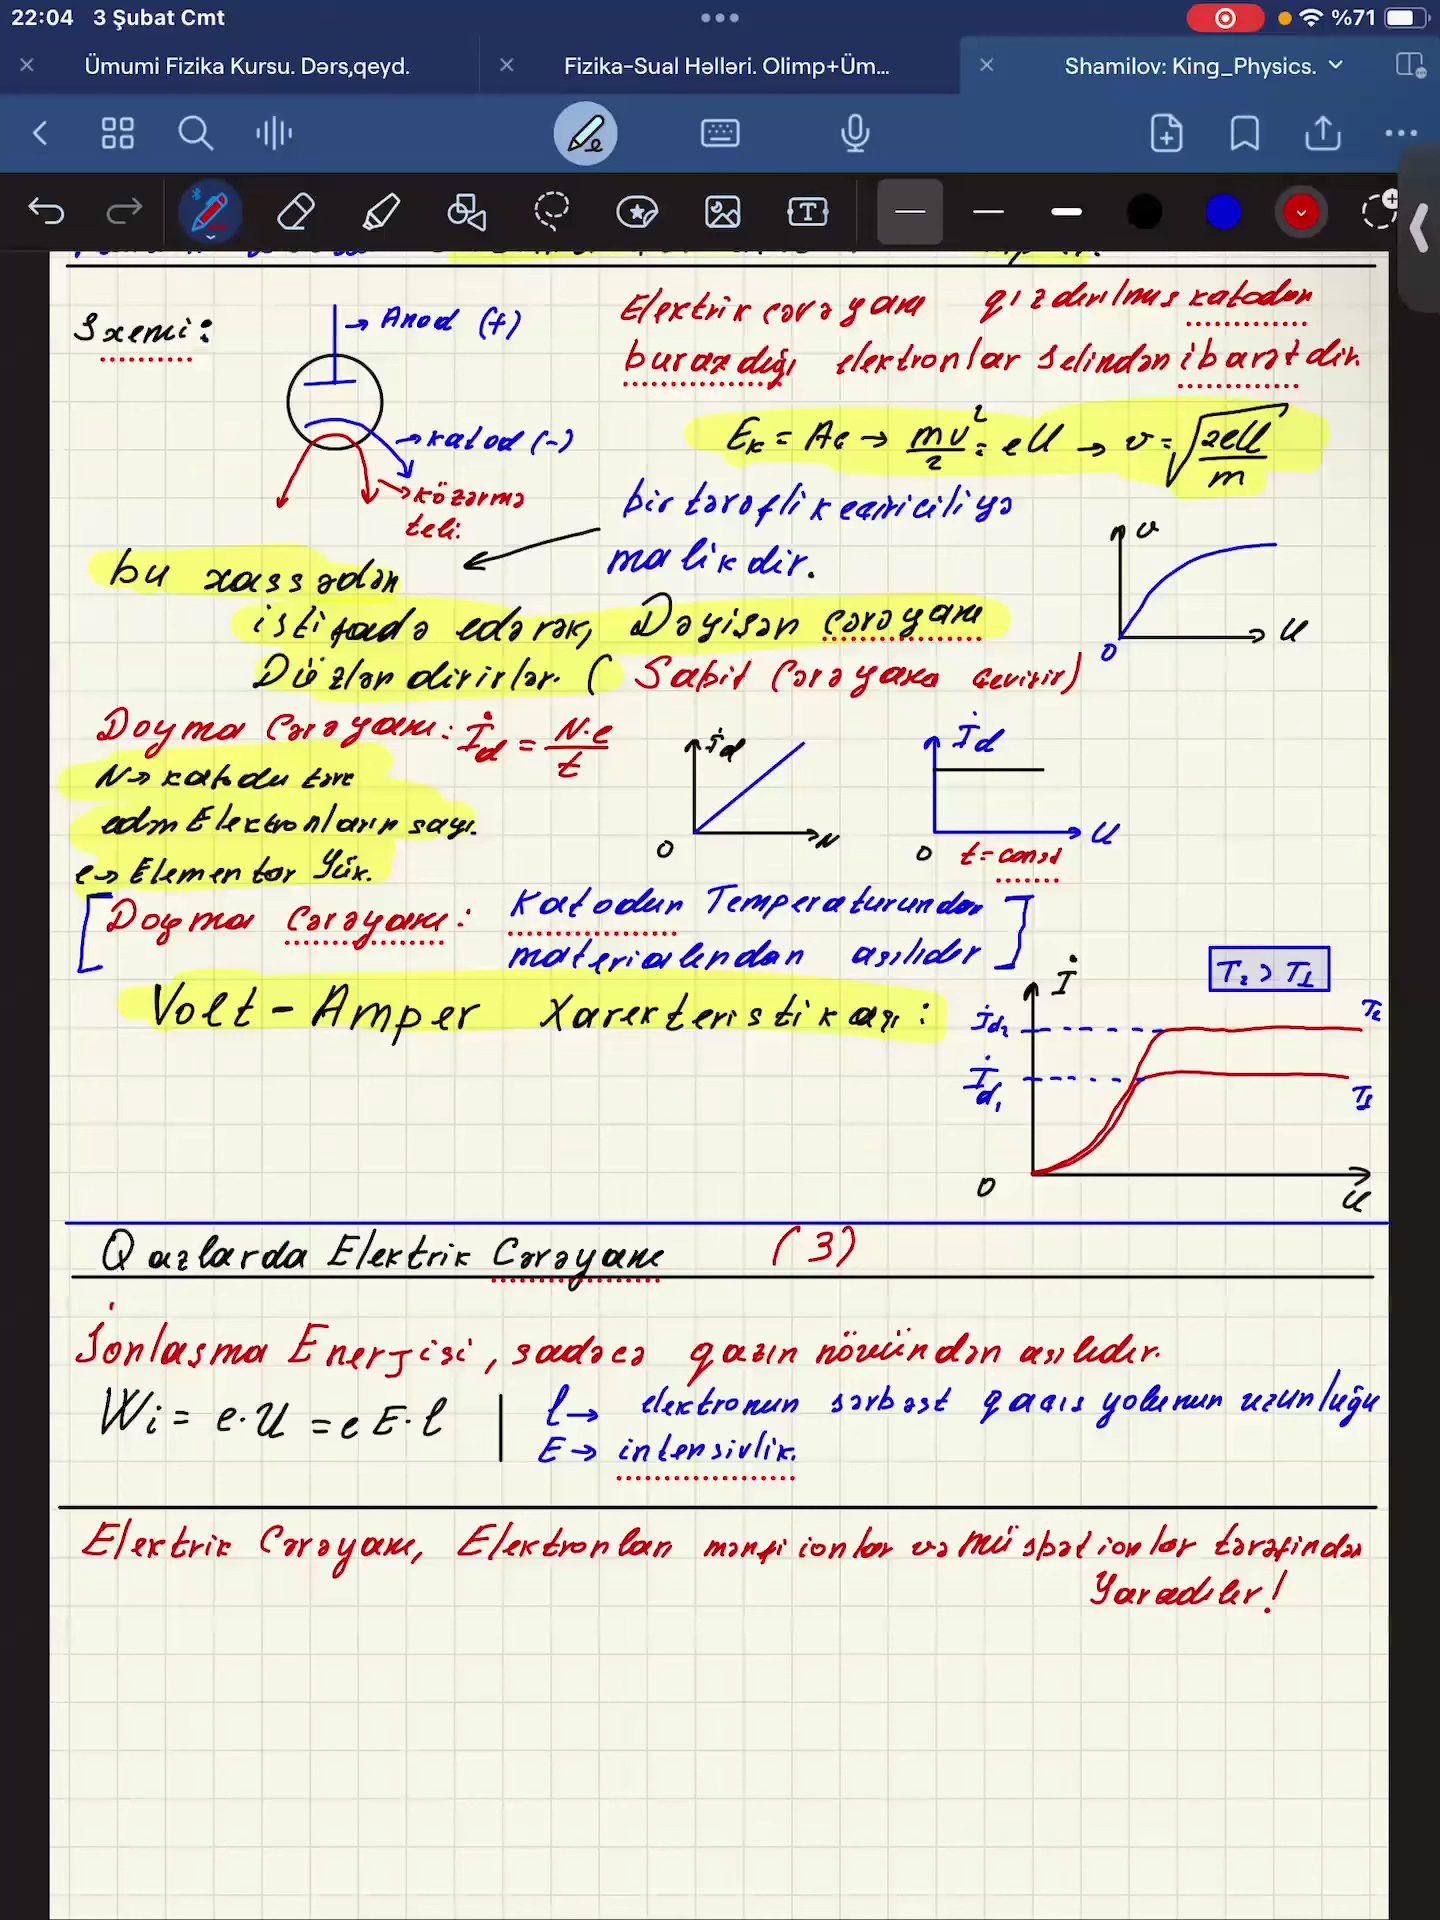 22:04 3 Şubat Cmt %71
Ümumi Fizika Kursu. Dərs,qeyd.
Fizika-Sual Həlləri. Olimp+Üm...
Shamilov: King_Physics.
Sxemi:
Anod (+)
katod (-)
közərmə
teli.
Elektrik cərəyanı qızdırılmış katodun
buraxdığı elektronlar selindən ibarətdir.
Eₖ = Ae → mv²/2 = eU → v = √(2eU/m)
bir tərəfli keçiriciliyə
malikdir.
v
U
0
bu xassədən
istifadə edərək, Dəyişən cərəyanı
Düzləndirirlər. ( Sabit Cərəyana çevirir)
Doyma Cərəyanı: İd = N·e/t
N→ katodu tərk
edən Elektronların sayı.
e→ Elementar Yük.
İd
N
0
İd
U
0
t = const
[Doyma Cərəyanı: Katodun Temperaturundan
materialından asılıdır]
Volt - Amper Xarekteristikası:
İ
T₂ > T₁
İd₂
T₂
İd₁
T₁
0
U
Qazlarda Elektrik Cərəyanı (3)
İonlaşma Enerjisi, sadəcə qazın növündən asılıdır.
Wi = e·U = eE·l
l → elektronun sərbəst qaçış yolunun uzunluğu
E → intensivlik.
Elektrik Cərəyanı, Elektronlar mənfi ionlar və müsbət ionlar tərəfindən
Yaradılır!